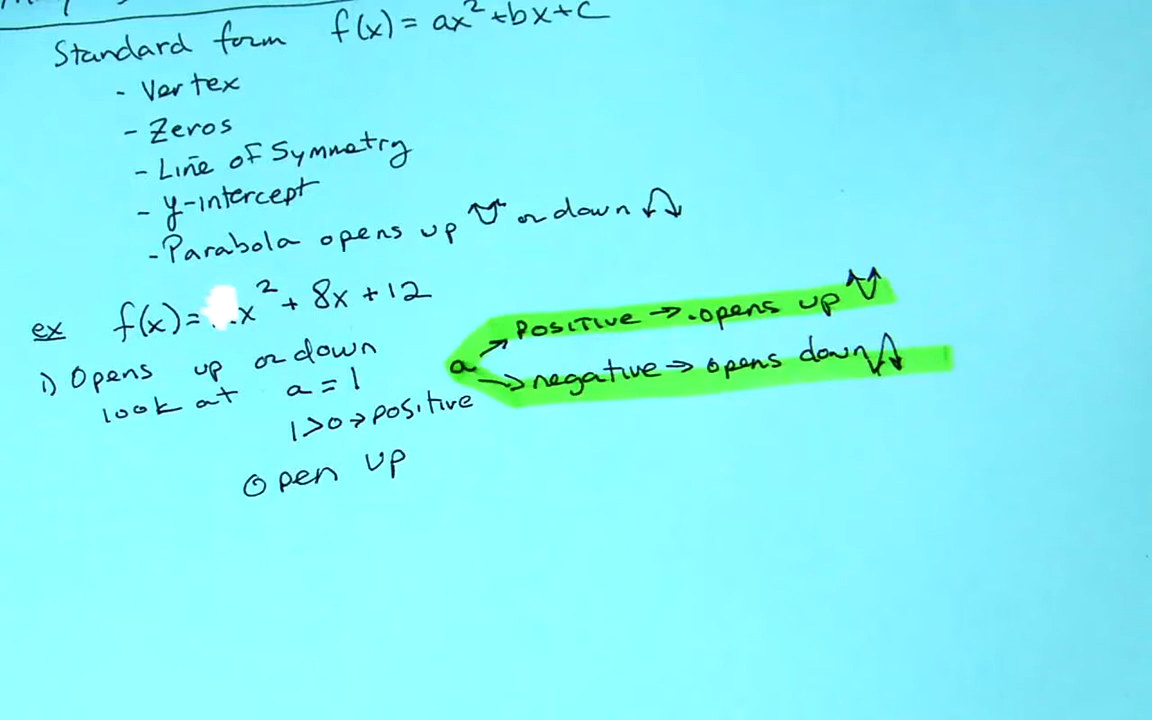 Standard form f(x) = ax² + bx + c
- Vertex
- Zeros
- Line of Symmetry
- y-intercept
- Parabola opens up or down
ex f(x) = x² + 8x + 12
1) Opens up or down
look at a = 1
1 > 0 → positive
Open up
a → Positive → opens up
→ negative → opens down